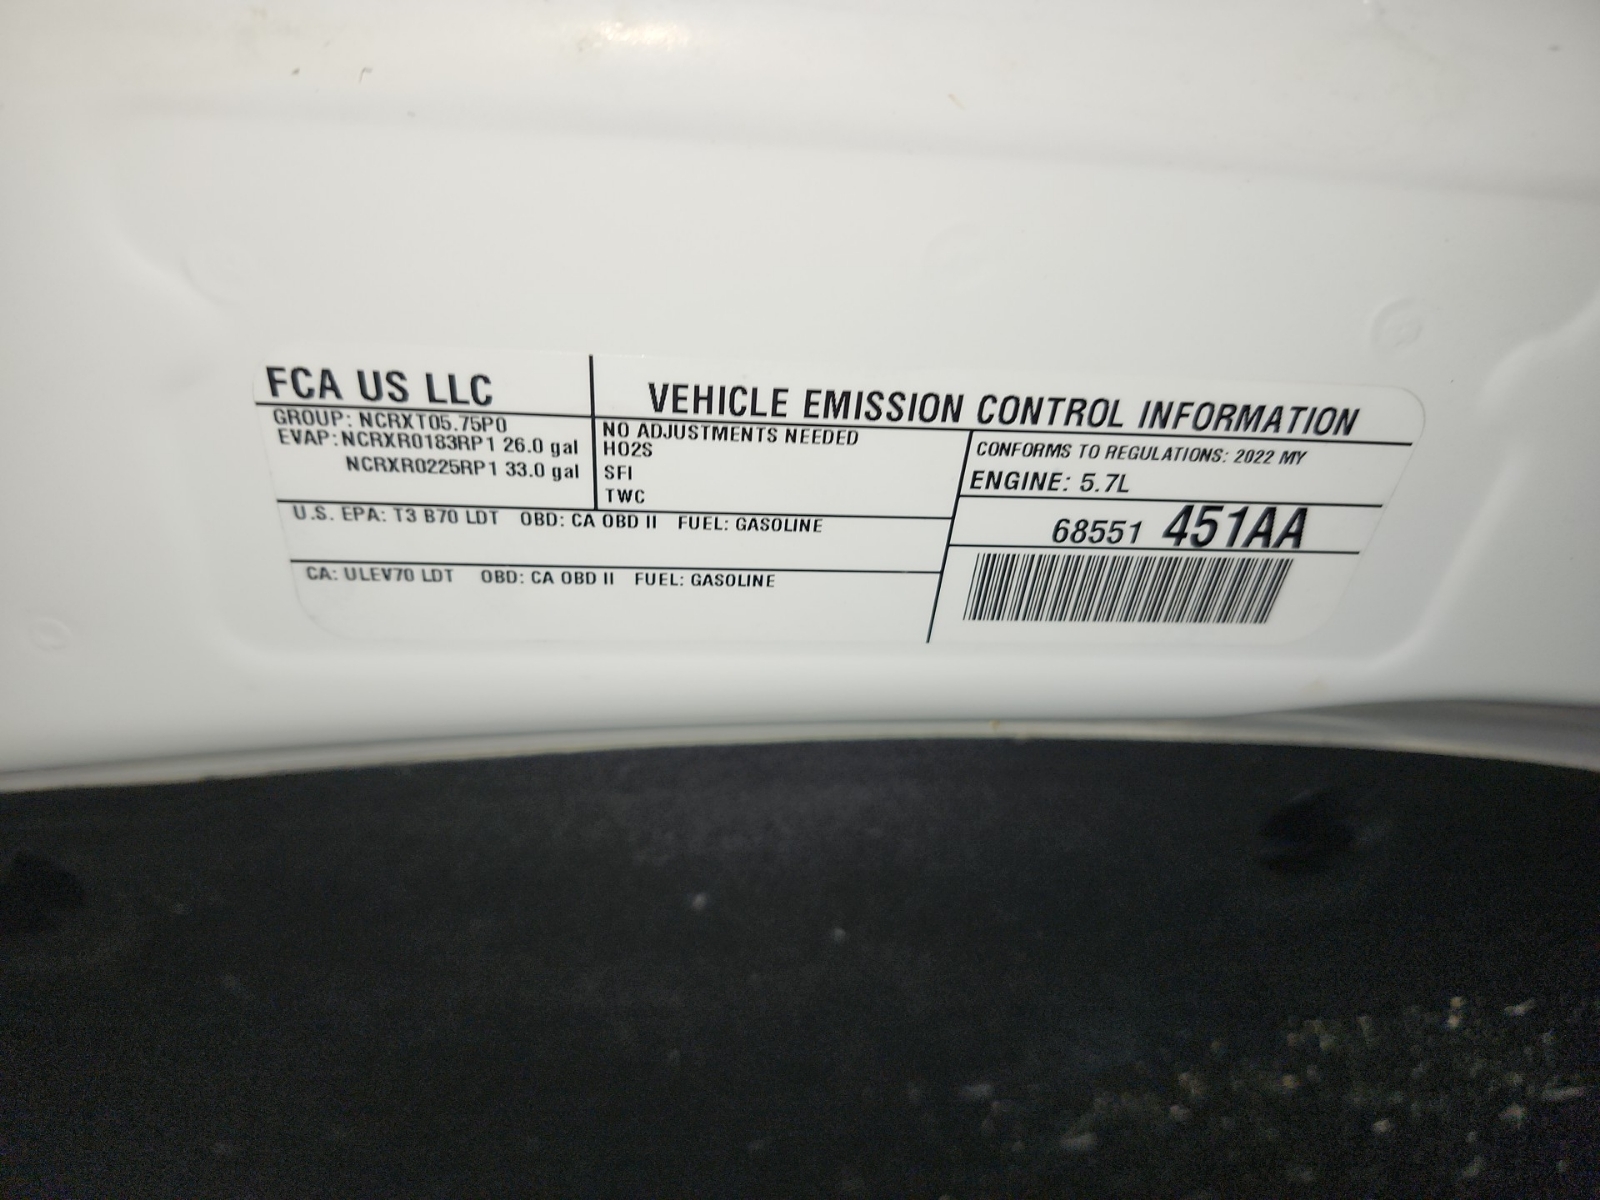 FCA US LLC
VEHICLE EMISSION CONTROL INFORMATION
GROUP: NCRXT05.75P0
EVAP: NCRXR0183RP1 26.0 gal
NCRXR0225RP1 33.0 gal
NO ADJUSTMENTS NEEDED
HO2S
SFI
TWC
CONFORMS TO REGULATIONS: 2022 MY
ENGINE: 5.7L
U.S. EPA: T3 B70 LDT OBD: CA OBD II FUEL: GASOLINE
68551 451AA
CA: ULEV70 LDT OBD: CA OBD II FUEL: GASOLINE